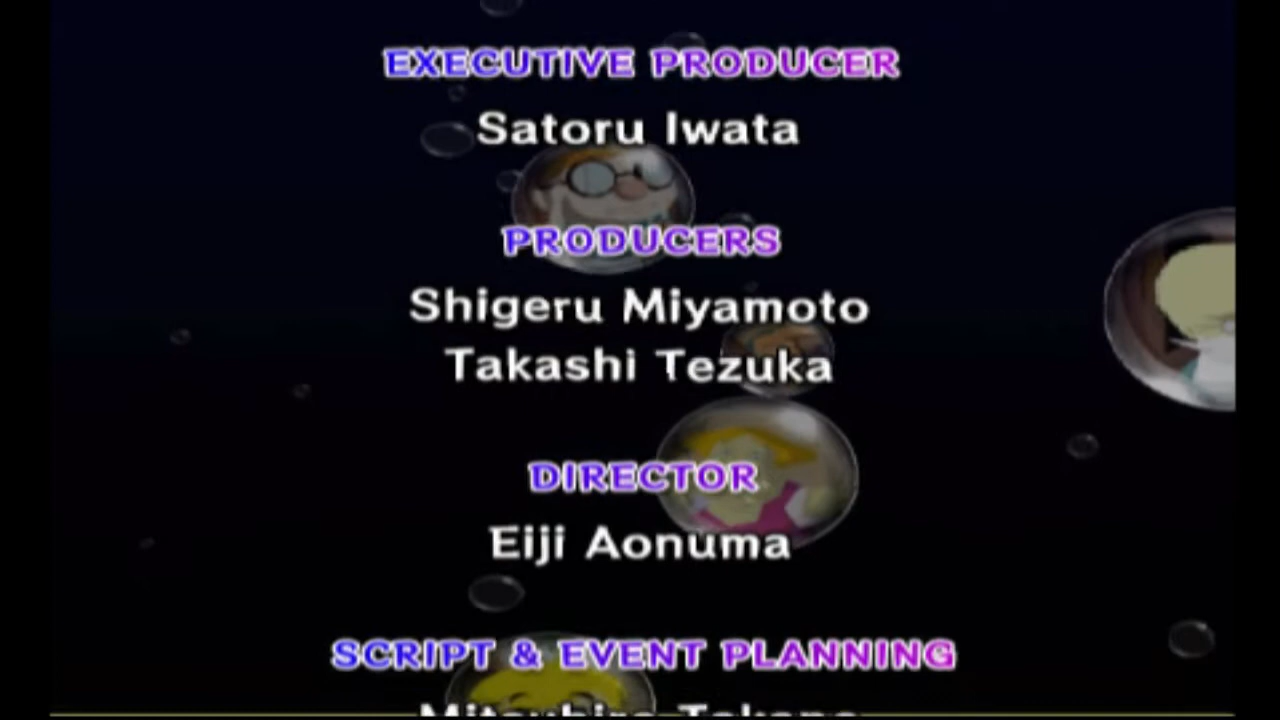 EXECUTIVE PRODUCER
Satoru Iwata
PRODUCERS
Shigeru Miyamoto
Takashi Tezuka
DIRECTOR
Eiji Aonuma
SCRIPT & EVENT PLANNING